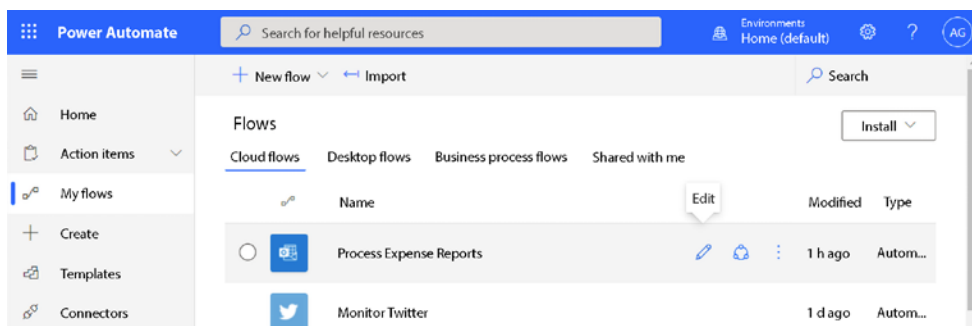 Power Automate
Search for helpful resources
Environments
Home (default)
?
AG
New flow
Import
Search
Home
Action items
My flows
Create
Templates
Connectors
Flows
Install
Cloud flows
Desktop flows
Business process flows
Shared with me
Edit
Name
Modified
Type
Process Expense Reports
1 h ago
Autom...
Monitor Twitter
1 d ago
Autom...